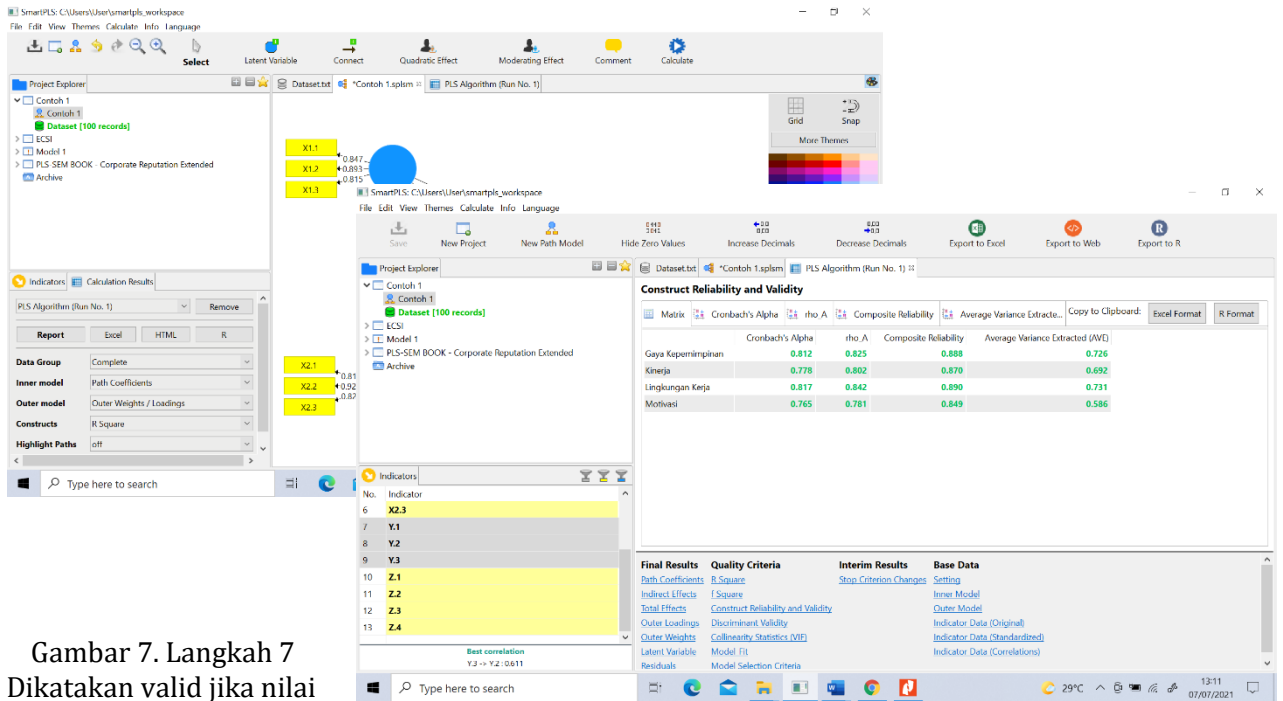 SmartPLS: C:\Users\User\smartpls_workspace
File Edit View Themes Calculate Info Language
Select
Latent Variable
Connect
Quadratic Effect
Moderating Effect
Comment
Calculate
Project Explorer
Contoh 1
Contoh 1
Dataset [100 records]
ECSI
Model 1
PLS-SEM BOOK - Corporate Reputation Extended
Archive
Dataset.txt
*Contoh 1.splsm
PLS Algorithm (Run No. 1)
Grid
Snap
More Themes
X1.1
X1.2
X1.3
0.847
0.893
0.815
X2.1
X2.2
X2.3
Indicators
Calculation Results
PLS Algorithm (Run No. 1)
Remove
Report
Excel
HTML
R
Data Group Complete
Inner model Path Coefficients
Outer model Outer Weights / Loadings
Constructs R Square
Highlight Paths off
Type here to search
SmartPLS: C:\Users\User\smartpls_workspace
File Edit View Themes Calculate Info Language
Save
New Project
New Path Model
Hide Zero Values
Increase Decimals
Decrease Decimals
Export to Excel
Export to Web
Export to R
Project Explorer
Contoh 1
Contoh 1
Dataset [100 records]
ECSI
Model 1
PLS-SEM BOOK - Corporate Reputation Extended
Archive
Dataset.txt
*Contoh 1.splsm
PLS Algorithm (Run No. 1)
Construct Reliability and Validity
Matrix
Cronbach's Alpha
rho_A
Composite Reliability
Average Variance Extracte...
Copy to Clipboard:
Excel Format
R Format
Cronbach's Alpha rho_A Composite Reliability Average Variance Extracted (AVE)
Gaya Kepemimpinan 0.812 0.825 0.888 0.726
Kinerja 0.778 0.802 0.870 0.692
Lingkungan Kerja 0.817 0.842 0.890 0.731
Motivasi 0.765 0.781 0.849 0.586
Indicators
No. Indicator
6 X2.3
7 Y.1
8 Y.2
9 Y.3
10 Z.1
11 Z.2
12 Z.3
13 Z.4
Best correlation
Y.3 -> Y.2 : 0.611
Final Results Quality Criteria Interim Results Base Data
Path Coefficients R Square Stop Criterion Changes Setting
Indirect Effects f Square Inner Model
Total Effects Construct Reliability and Validity Outer Model
Outer Loadings Discriminant Validity Indicator Data (Original)
Outer Weights Collinearity Statistics (VIF) Indicator Data (Standardized)
Latent Variable Model Fit Indicator Data (Correlations)
Residuals Model Selection Criteria
Type here to search
29°C
13:11
07/07/2021
Gambar 7. Langkah 7
Dikatakan valid jika nilai